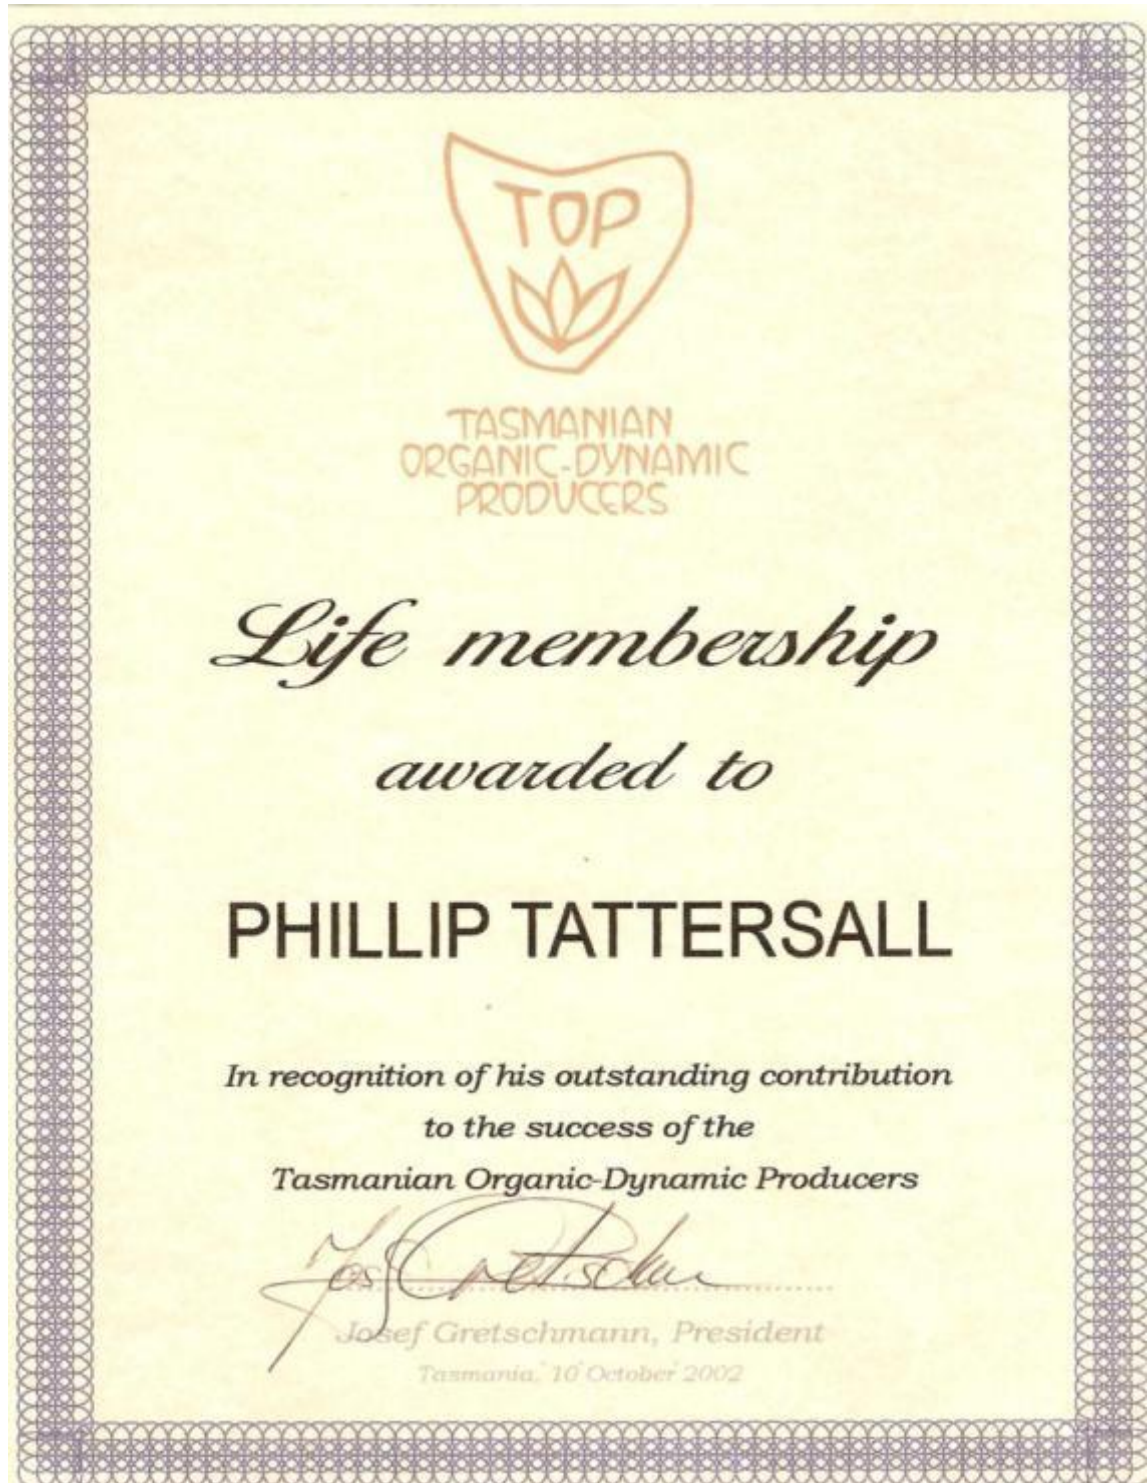 TOP
TASMANIAN
ORGANIC-DYNAMIC
PRODUCERS
Life membership
awarded to
PHILLIP TATTERSALL
In recognition of his outstanding contribution
to the success of the
Tasmanian Organic-Dynamic Producers
Josef Gretschmann, President
Tasmania, 10 October 2002